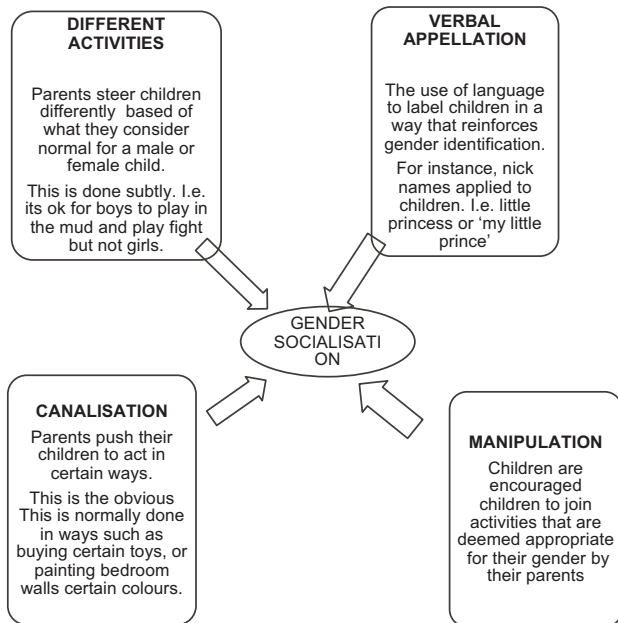 DIFFERENT
ACTIVITIES
Parents steer children
differently based of
what they consider
normal for a male or
female child.
This is done subtly. I.e.
its ok for boys to play in
the mud and play fight
but not girls.
VERBAL
APPELLATION
The use of language
to label children in a
way that reinforces
gender identification.
For instance, nick
names applied to
children. I.e. little
princess or ‘my little
prince’
GENDER
SOCIALISATI
ON
CANALISATION
Parents push their
children to act in
certain ways.
This is the obvious
This is normally done
in ways such as
buying certain toys, or
painting bedroom
walls certain colours.
MANIPULATION
Children are
encouraged
children to join
activities that are
deemed appropriate
for their gender by
their parents